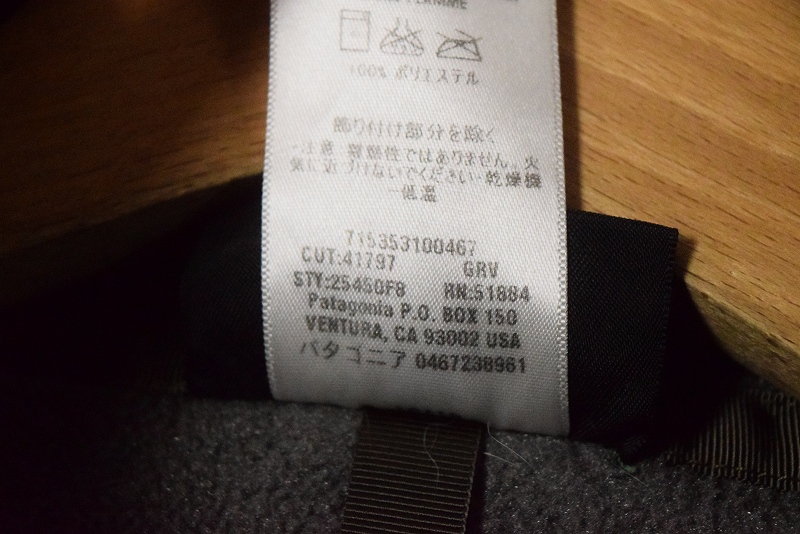 100% ポリエステル
飾り付け部分を除く
・注意: 難燃性ではありません。火
気に近づけないでください・乾燥機
ー低温
715353100467
CUT:41797 GRV
STY:25450F8 RN:51884
Patagonia P.O. BOX 150
VENTURA, CA 93002 USA
パタゴニア 0467238961